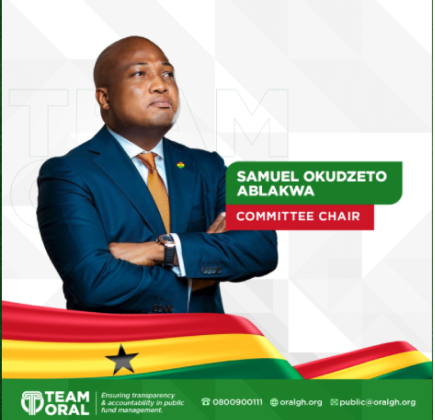 TEAM
SAMUEL OKUDZETO
ABLAKWA
COMMITTEE CHAIR
TEAM
ORAL
Ensuring transparency
& accountability in public
fund management.
0800900111 oralgh.org public@oralgh.org